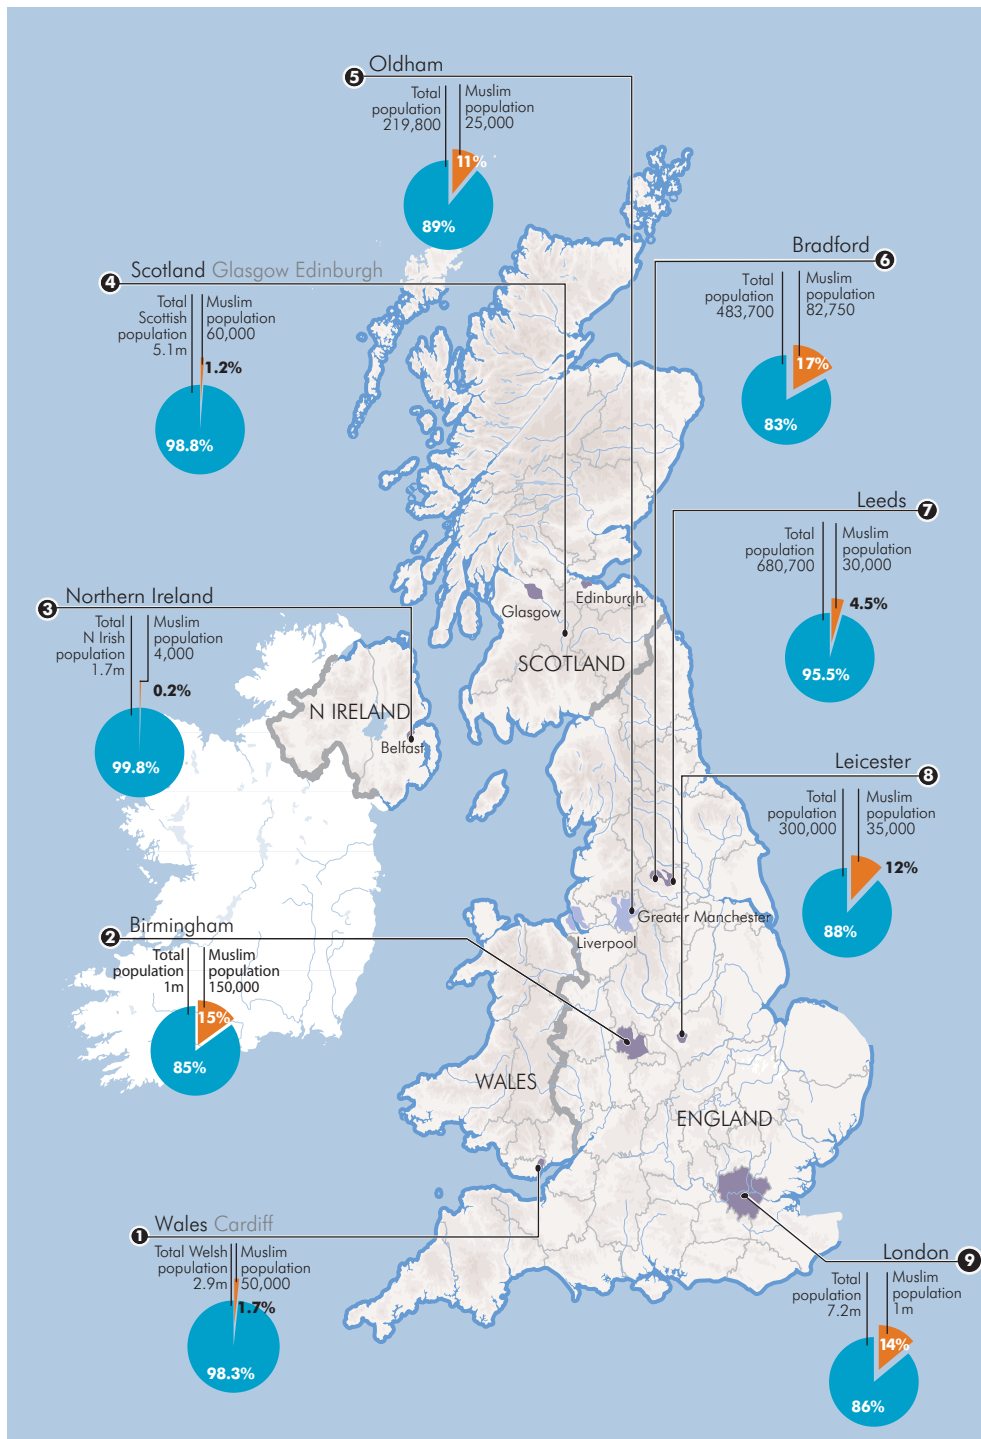 5 Oldham
Total
population
219,800
Muslim
population
25,000
11%
89%
4 Scotland Glasgow Edinburgh
Total
Scottish
population
5.1m
Muslim
population
60,000
1.2%
98.8%
Bradford 6
Total
population
483,700
Muslim
population
82,750
17%
83%
Leeds 7
Total
population
680,700
Muslim
population
30,000
4.5%
95.5%
3 Northern Ireland
Total
N Irish
population
1.7m
Muslim
population
4,000
0.2%
99.8%
Glasgow
Edinburgh
SCOTLAND
N IRELAND
Belfast
Leicester 8
Total
population
300,000
Muslim
population
35,000
12%
88%
Greater Manchester
Liverpool
2 Birmingham
Total
population
1m
Muslim
population
150,000
15%
85%
WALES
ENGLAND
1 Wales Cardiff
Total Welsh
population
2.9m
Muslim
population
50,000
1.7%
98.3%
London 9
Total
population
7.2m
Muslim
population
1m
14%
86%